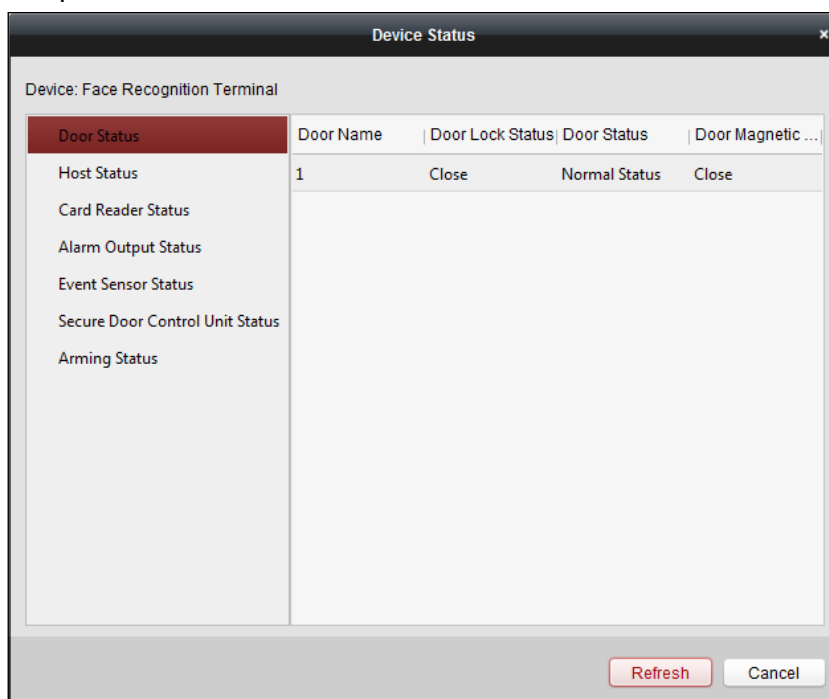 Device Status ×
Device: Face Recognition Terminal
Door Status
Host Status
Card Reader Status
Alarm Output Status
Event Sensor Status
Secure Door Control Unit Status
Arming Status
Door Name Door Lock Status Door Status Door Magnetic ...
1 Close Normal Status Close
Refresh Cancel